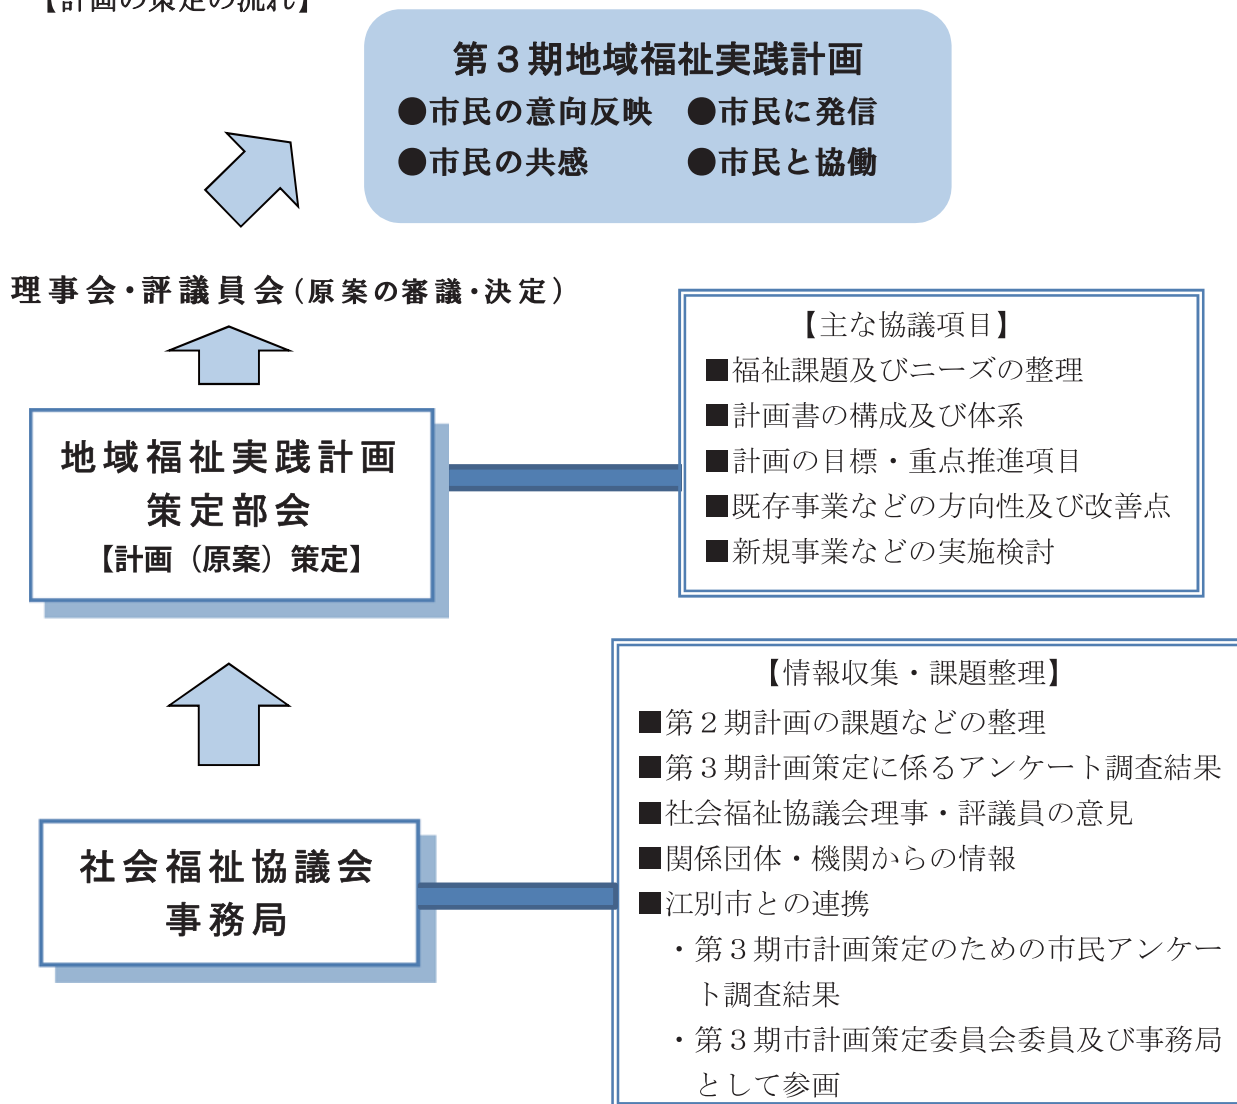 【計画の策定の流れ】
第３期地域福祉実践計画
●市民の意向反映　●市民に発信
●市民の共感　●市民と協働
理事会・評議員会（原案の審議・決定）
【主な協議項目】
■福祉課題及びニーズの整理
■計画書の構成及び体系
■計画の目標・重点推進項目
■既存事業などの方向性及び改善点
■新規事業などの実施検討
地域福祉実践計画
策定部会
【計画（原案）策定】
【情報収集・課題整理】
■第２期計画の課題などの整理
■第３期計画策定に係るアンケート調査結果
■社会福祉協議会理事・評議員の意見
■関係団体・機関からの情報
■江別市との連携
・第３期市計画策定のための市民アンケー
ト調査結果
・第３期市計画策定委員会委員及び事務局
として参画
社会福祉協議会
事務局